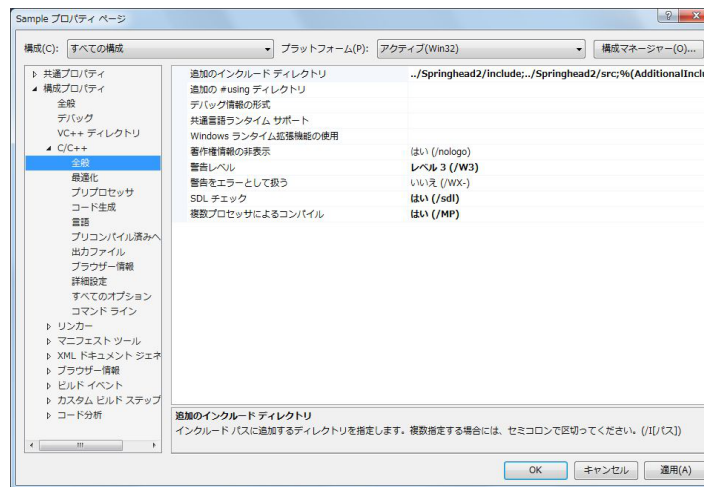 Sample プロパティ ページ
構成(C): すべての構成 プラットフォーム(P): アクティブ(Win32) 構成マネージャー(O)...
共通プロパティ
構成プロパティ
全般
デバッグ
VC++ ディレクトリ
C/C++
全般
最適化
プリプロセッサ
コード生成
言語
プリコンパイル済みヘ
出力ファイル
ブラウザー情報
詳細設定
すべてのオプション
コマンド ライン
リンカー
マニフェスト ツール
XML ドキュメント ジェネ
ブラウザー情報
ビルド イベント
カスタム ビルド ステップ
コード分析
追加のインクルード ディレクトリ ../Springhead2/include;../Springhead2/src;%(AdditionalInclu
追加の #using ディレクトリ
デバッグ情報の形式
共通言語ランタイム サポート
Windows ランタイム拡張機能の使用
著作権情報の非表示 はい (/nologo)
警告レベル レベル 3 (/W3)
警告をエラーとして扱う いいえ (/WX-)
SDL チェック はい (/sdl)
複数プロセッサによるコンパイル はい (/MP)
追加のインクルード ディレクトリ
インクルード パスに追加するディレクトリを指定します。複数指定する場合には、セミコロンで区切ってください。(/I[パス])
OK キャンセル 適用(A)